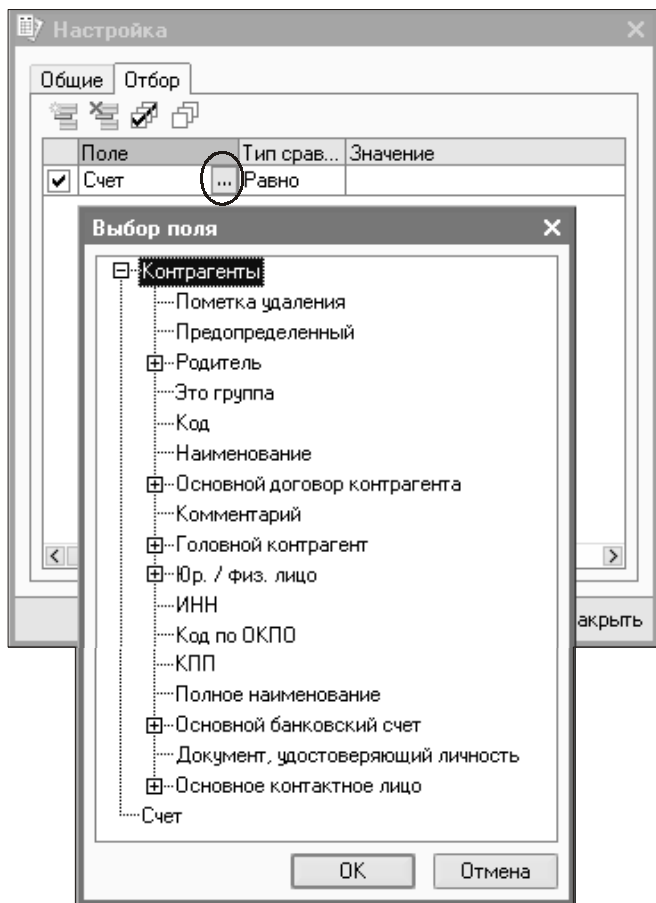 Настройка
Общие Отбор
Поле Тип срав... Значение
Счет ... Равно
Выбор поля
Контрагенты
Пометка удаления
Предопределенный
Родитель
Это группа
Код
Наименование
Основной договор контрагента
Комментарий
Головной контрагент
Юр. / физ. лицо
ИНН
Код по ОКПО
КПП
Полное наименование
Основной банковский счет
Документ, удостоверяющий личность
Основное контактное лицо
Счет
акрыть
OK Отмена